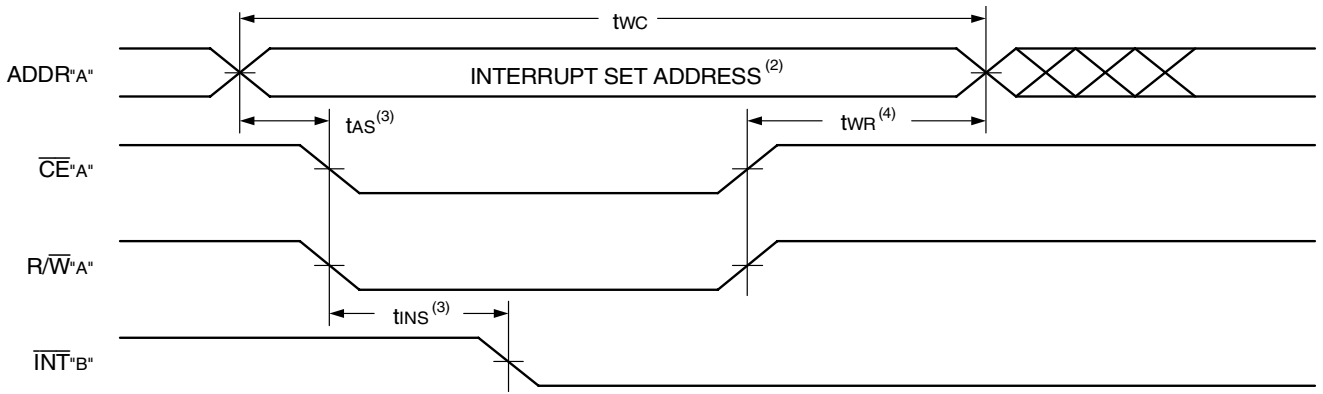 tWC
ADDR"A"
INTERRUPT SET ADDRESS(2)
tAS(3)
tWR(4)
CE"A"
R/W"A"
tINS(3)
INT"B"